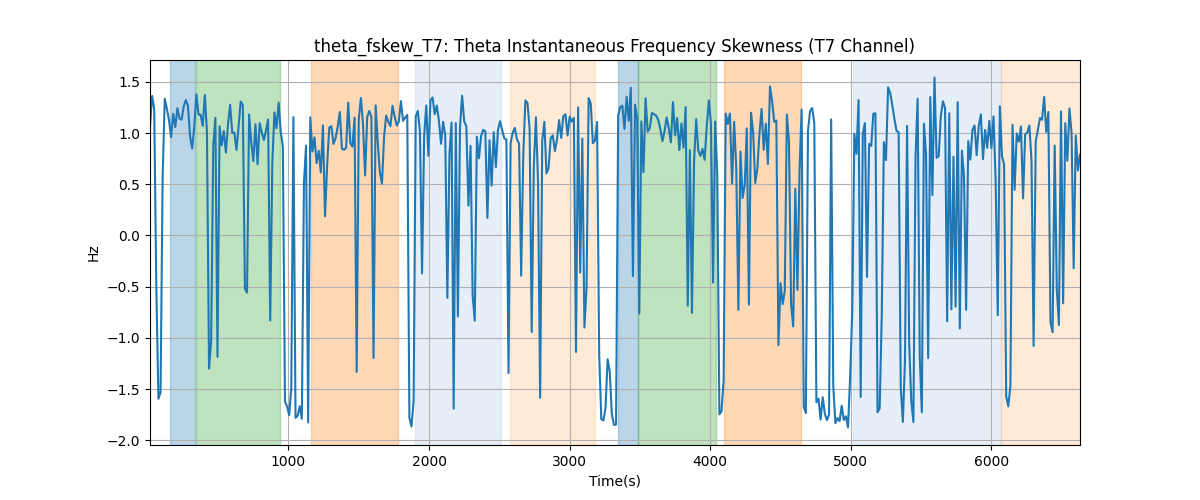 theta_fskew_T7: Theta Instantaneous Frequency Skewness (T7 Channel)
1.5
1.0
0.5
0.0
−0.5
−1.0
−1.5
−2.0
Hz
1000 2000 3000 4000 5000 6000
Time(s)